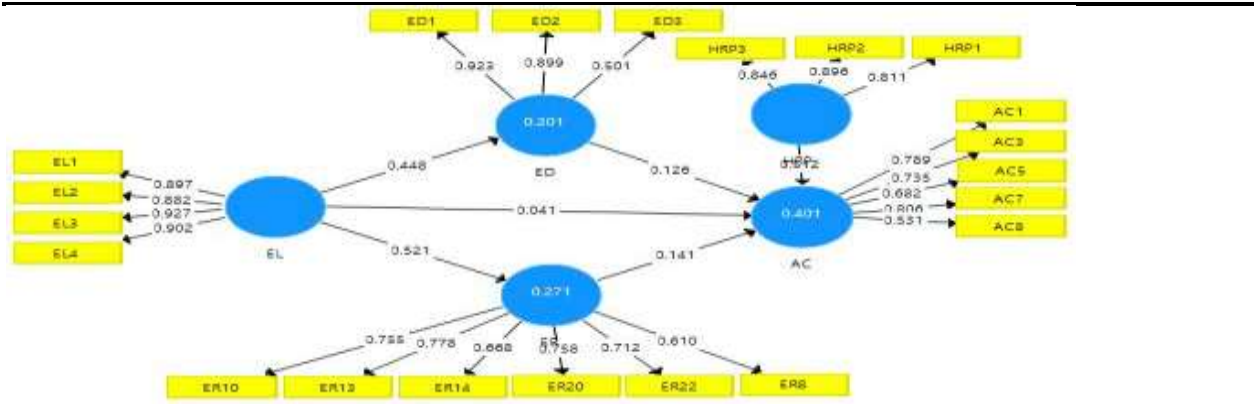 ED1 ED2 ED3
HRP3 HRP2 HRP1
0.923 0.899 0.501
0.846 0.896 0.811
0.201
ED
AC1
AC3
AC5
AC7
AC8
0.789
0.735
0.682
0.806
0.531
EL1
EL2
EL3
EL4
0.897
0.882
0.927
0.902
EL
0.448
0.126
0.041
0.521
0.141
0.401
AC
0.271
0.755 0.778 0.668 0.758 0.712 0.610
ER10 ER13 ER14 ER20 ER22 ER8